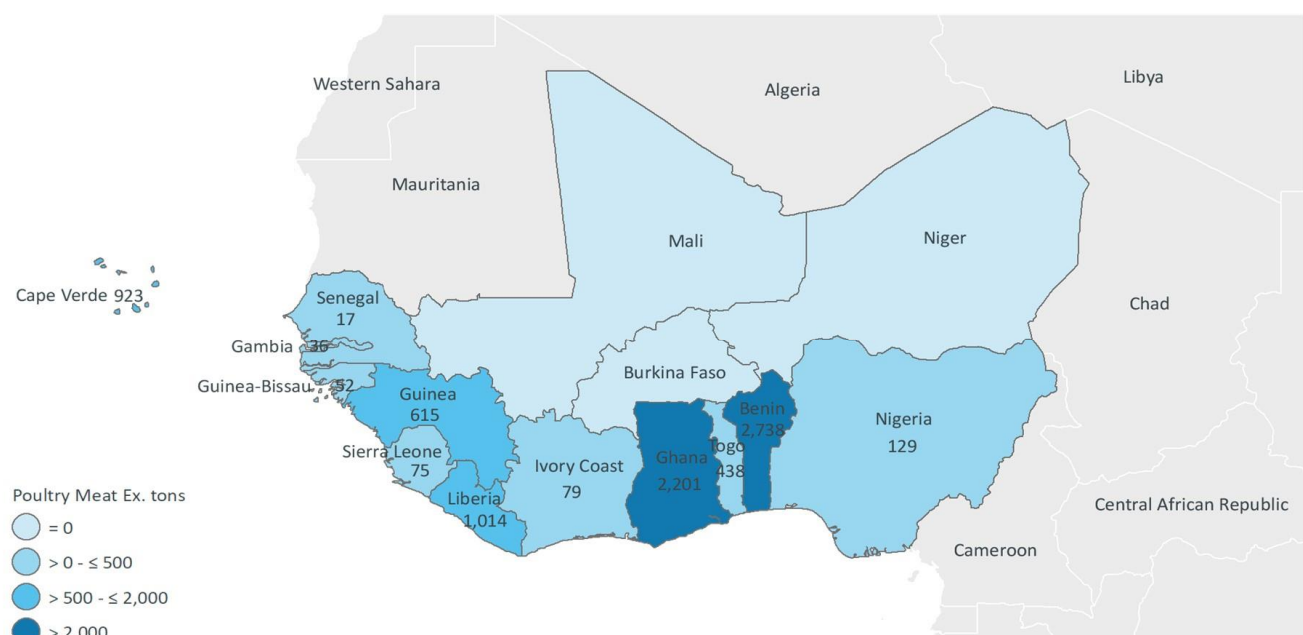 Western Sahara
Algeria
Libya
Mauritania
Mali
Niger
Cape Verde 923
Senegal
17
Chad
Gambia 36
Guinea-Bissau 52
Burkina Faso
Guinea
615
Benin
2,738
Nigeria
129
Sierra Leone
75
Ivory Coast
79
Ghana
2,201
Togo
438
Liberia
1,014
Central African Republic
Cameroon
Poultry Meat Ex. tons
= 0
> 0 - ≤ 500
> 500 - ≤ 2,000
> 2,000